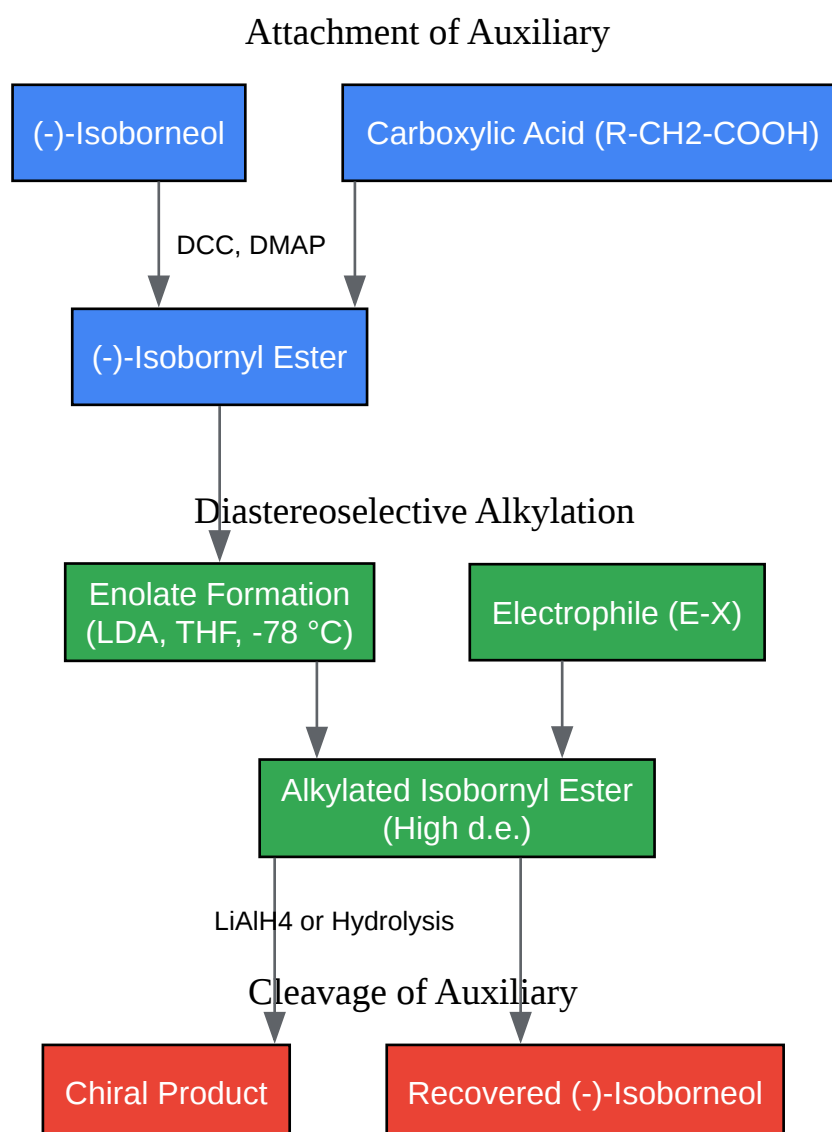 Attachment of Auxiliary
(-)-Isoborneol
Carboxylic Acid (R-CH2-COOH)
DCC, DMAP
(-)-Isobornyl Ester
Diastereoselective Alkylation
Enolate Formation
(LDA, THF, -78 °C)
Electrophile (E-X)
Alkylated Isobornyl Ester
(High d.e.)
LiAlH4 or Hydrolysis
Cleavage of Auxiliary
Chiral Product
Recovered (-)-Isoborneol